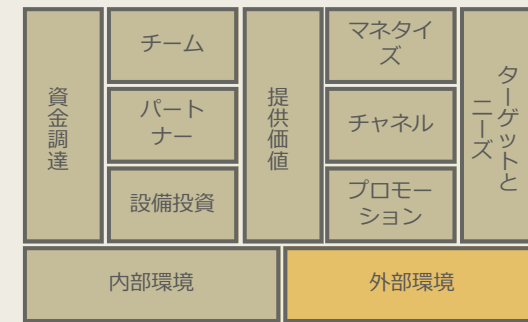 資金調達
チーム
パート
ナー
設備投資
提供価値
マネタイ
ズ
チャネル
プロモー
ション
ターゲットと
ニーズ
内部環境
外部環境